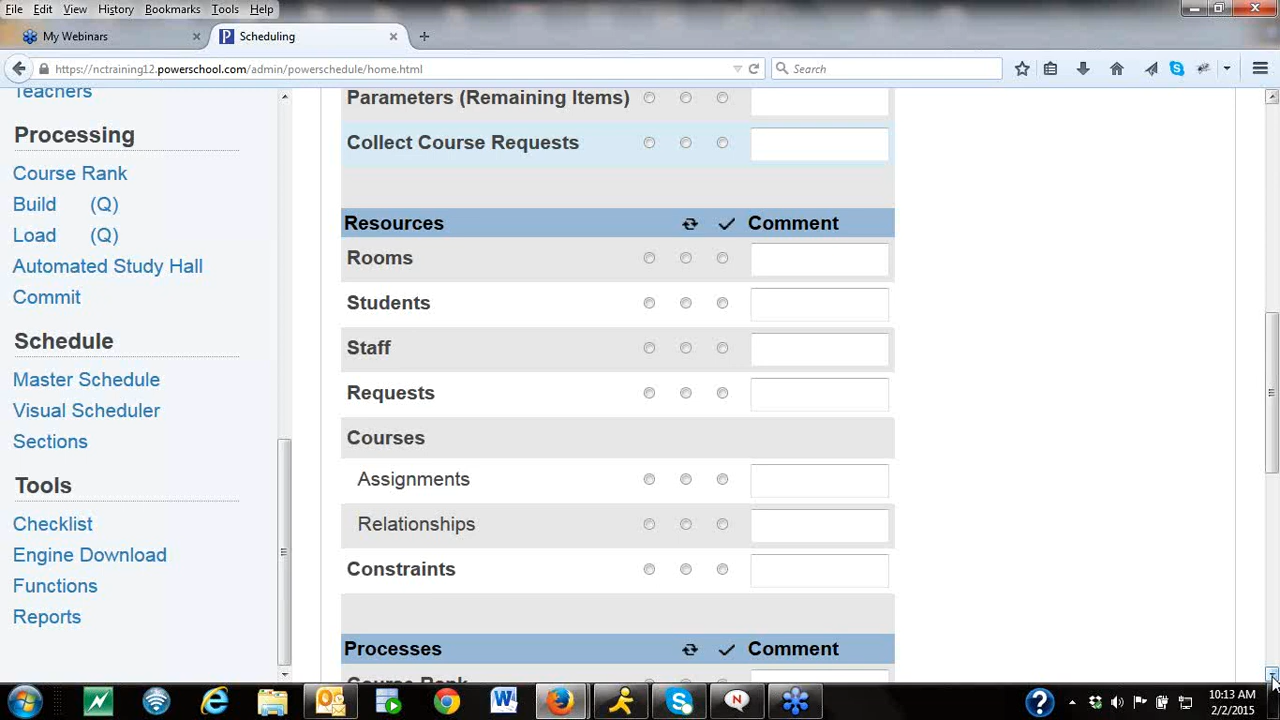 File Edit View History Bookmarks Tools Help
My Webinars × Scheduling × +
https://nctraining12.powerschool.com/admin/powerschedule/home.html Search
Teachers
Processing
Course Rank
Build (Q)
Load (Q)
Automated Study Hall
Commit
Schedule
Master Schedule
Visual Scheduler
Sections
Tools
Checklist
Engine Download
Functions
Reports
Parameters (Remaining Items)
Collect Course Requests
Resources Comment
Rooms
Students
Staff
Requests
Courses
Assignments
Relationships
Constraints
Processes Comment
Course Rank
10:13 AM
2/2/2015